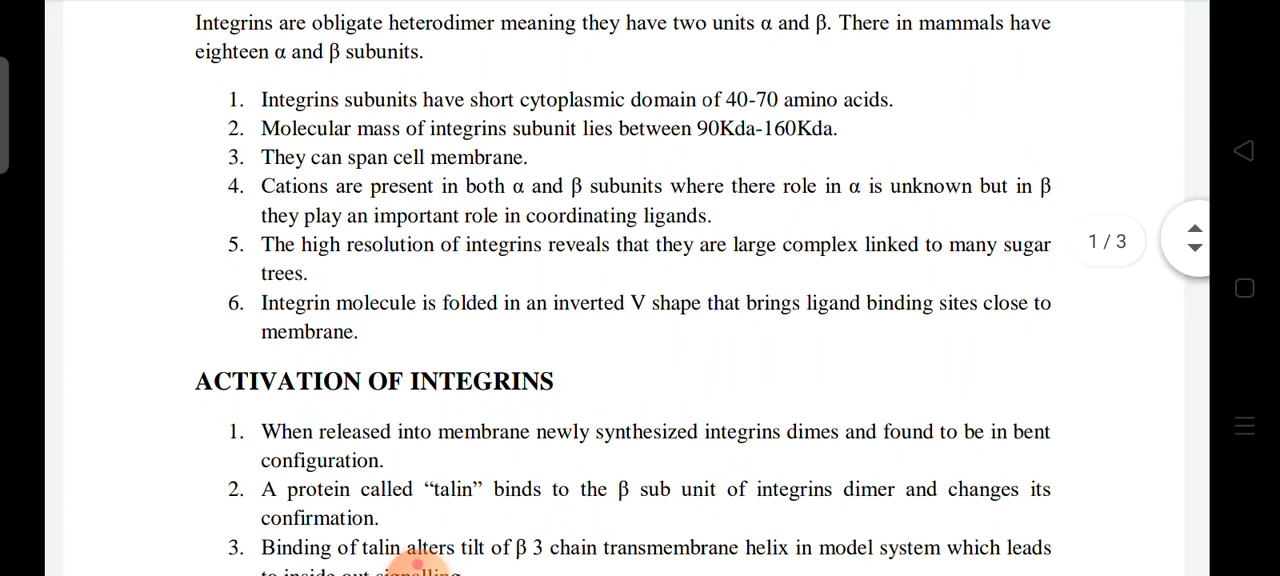 Integrins are obligate heterodimer meaning they have two units α and β. There in mammals have
eighteen α and β subunits.
1. Integrins subunits have short cytoplasmic domain of 40-70 amino acids.
2. Molecular mass of integrins subunit lies between 90Kda-160Kda.
3. They can span cell membrane.
4. Cations are present in both α and β subunits where there role in α is unknown but in β
they play an important role in coordinating ligands.
5. The high resolution of integrins reveals that they are large complex linked to many sugar
trees.
6. Integrin molecule is folded in an inverted V shape that brings ligand binding sites close to
membrane.
1 / 3
ACTIVATION OF INTEGRINS
1. When released into membrane newly synthesized integrins dimes and found to be in bent
configuration.
2. A protein called “talin” binds to the β sub unit of integrins dimer and changes its
confirmation.
3. Binding of talin alters tilt of β 3 chain transmembrane helix in model system which leads
to inside out signalling